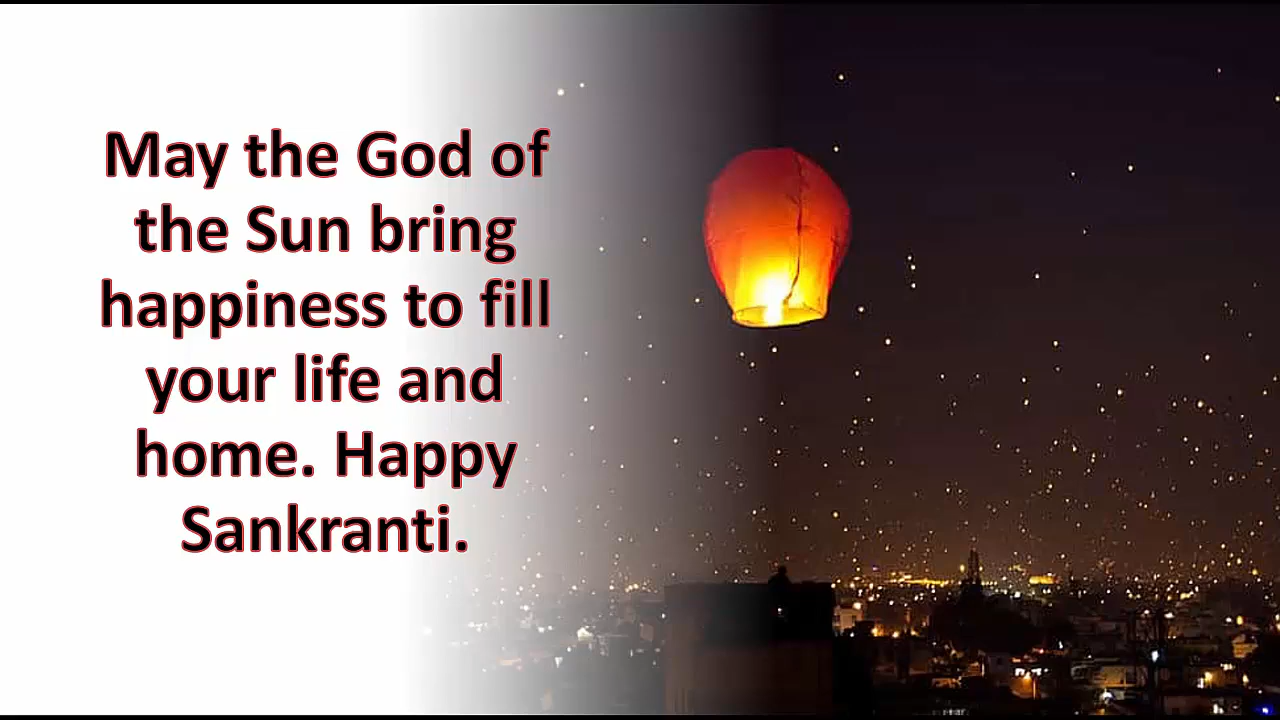 May the God of
the Sun bring
happiness to fill
your life and
home. Happy
Sankranti.